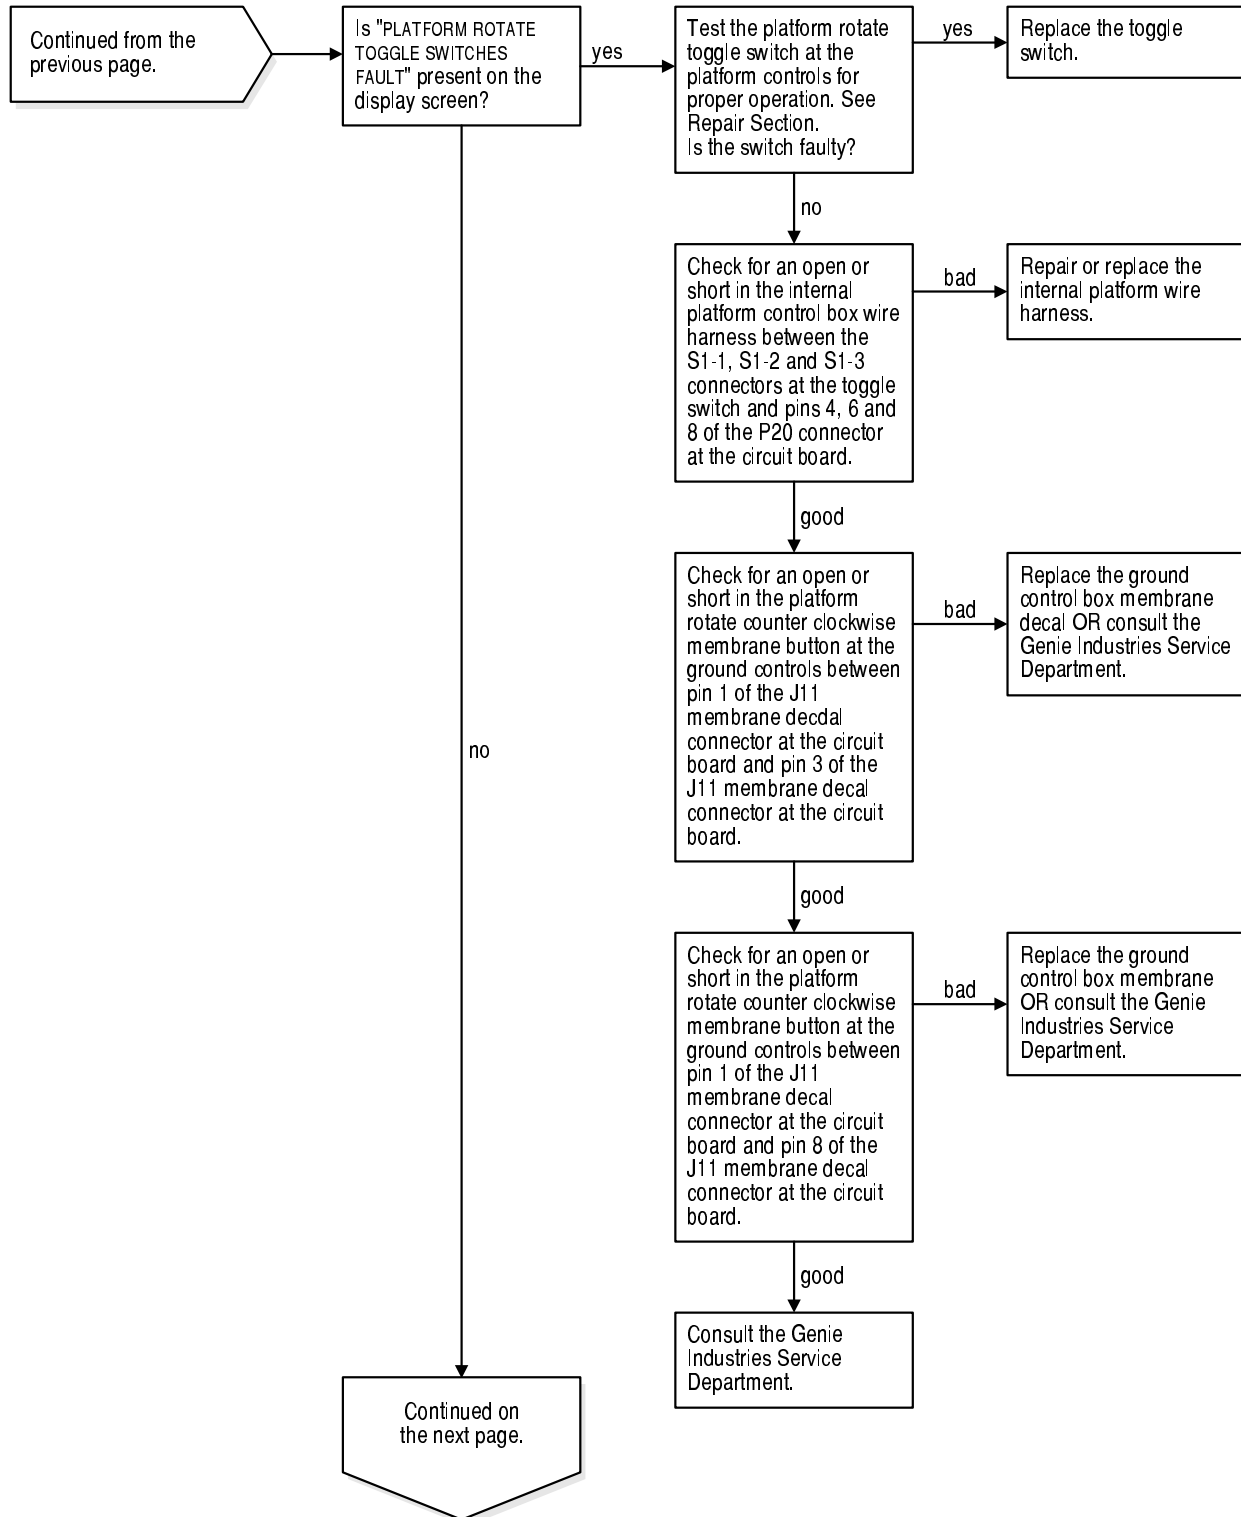 Continued from the
previous page.
Is "PLATFORM ROTATE
TOGGLE SWITCHES
FAULT" present on the
display screen?
yes
Test the platform rotate
toggle switch at the
platform controls for
proper operation. See
Repair Section.
Is the switch faulty?
yes
Replace the toggle
switch.
no
Check for an open or
short in the internal
platform control box wire
harness between the
S1-1, S1-2 and S1-3
connectors at the toggle
switch and pins 4, 6 and
8 of the P20 connector
at the circuit board.
bad
Repair or replace the
internal platform wire
harness.
good
Check for an open or
short in the platform
rotate counter clockwise
membrane button at the
ground controls between
pin 1 of the J11
membrane decdal
connector at the circuit
board and pin 3 of the
J11 membrane decal
connector at the circuit
board.
bad
Replace the ground
control box membrane
decal OR consult the
Genie Industries Service
Department.
no
good
Check for an open or
short in the platform
rotate counter clockwise
membrane button at the
ground controls between
pin 1 of the J11
membrane decal
connector at the circuit
board and pin 8 of the
J11 membrane decal
connector at the circuit
board.
bad
Replace the ground
control box membrane
OR consult the Genie
Industries Service
Department.
good
Consult the Genie
Industries Service
Department.
Continued on
the next page.